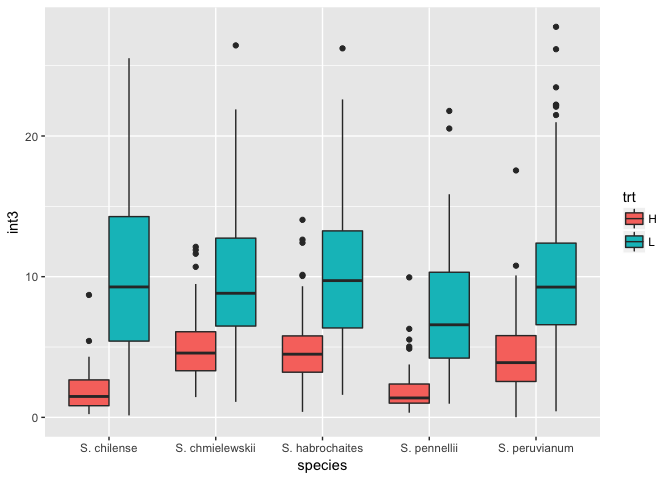 int3
20
10
0
S. chilense S. chmielewskii S. habrochaites S. pennellii S. peruvianum
species
trt
H
L